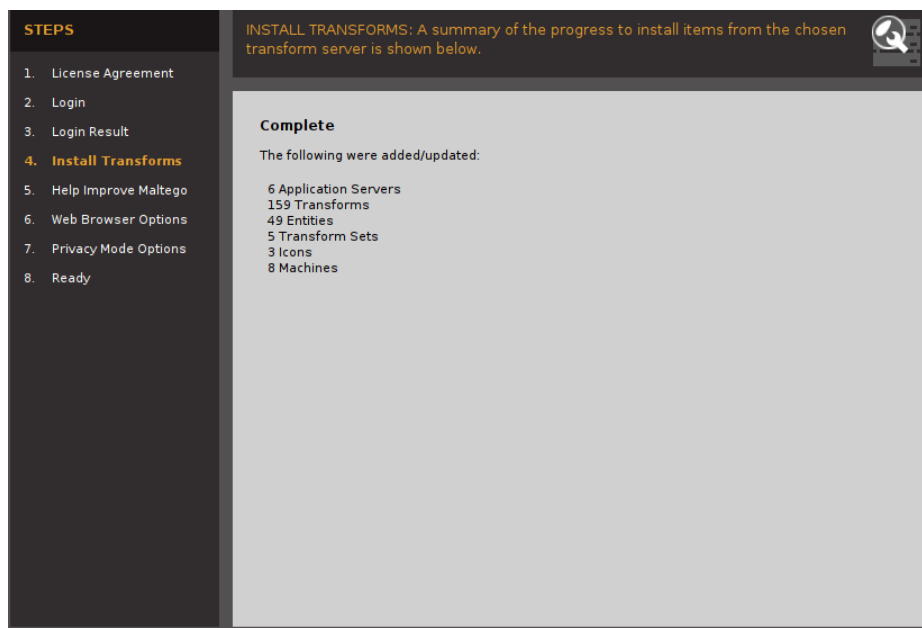 STEPS
1. License Agreement
2. Login
3. Login Result
4. Install Transforms
5. Help Improve Maltego
6. Web Browser Options
7. Privacy Mode Options
8. Ready
INSTALL TRANSFORMS: A summary of the progress to install items from the chosen
transform server is shown below.
Complete
The following were added/updated:
6 Application Servers
159 Transforms
49 Entities
5 Transform Sets
3 Icons
8 Machines